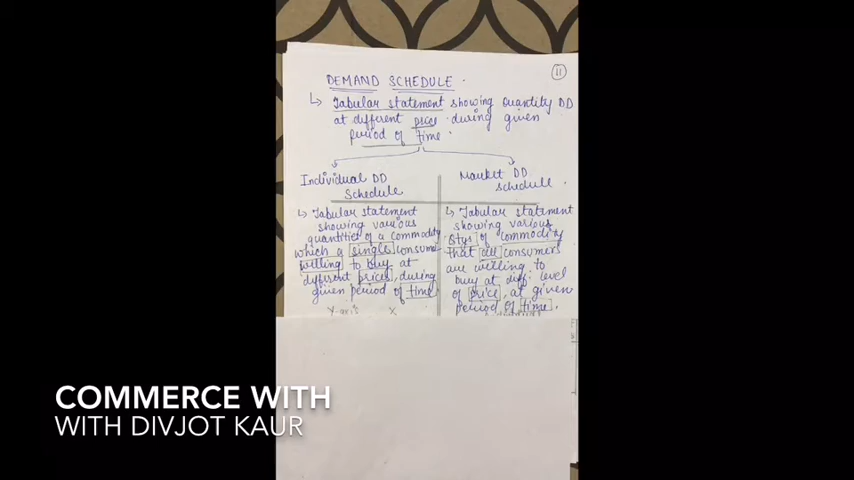 11
DEMAND SCHEDULE.
↳ Tabular statement showing quantity DD
at different price during given
period of time.
Individual DD
Schedule
↳ Tabular statement
showing various
quantities of a commodity
which a single consumer
willing to buy at
different prices, during
given period of time
Y-axis X
Market DD
Schedule.
↳ Tabular statement
showing various
Qtys of commodity
that all consumers
are willing to
buy at diff. level
of price, at given
period of time.
COMMERCE WITH
WITH DIVJOT KAUR